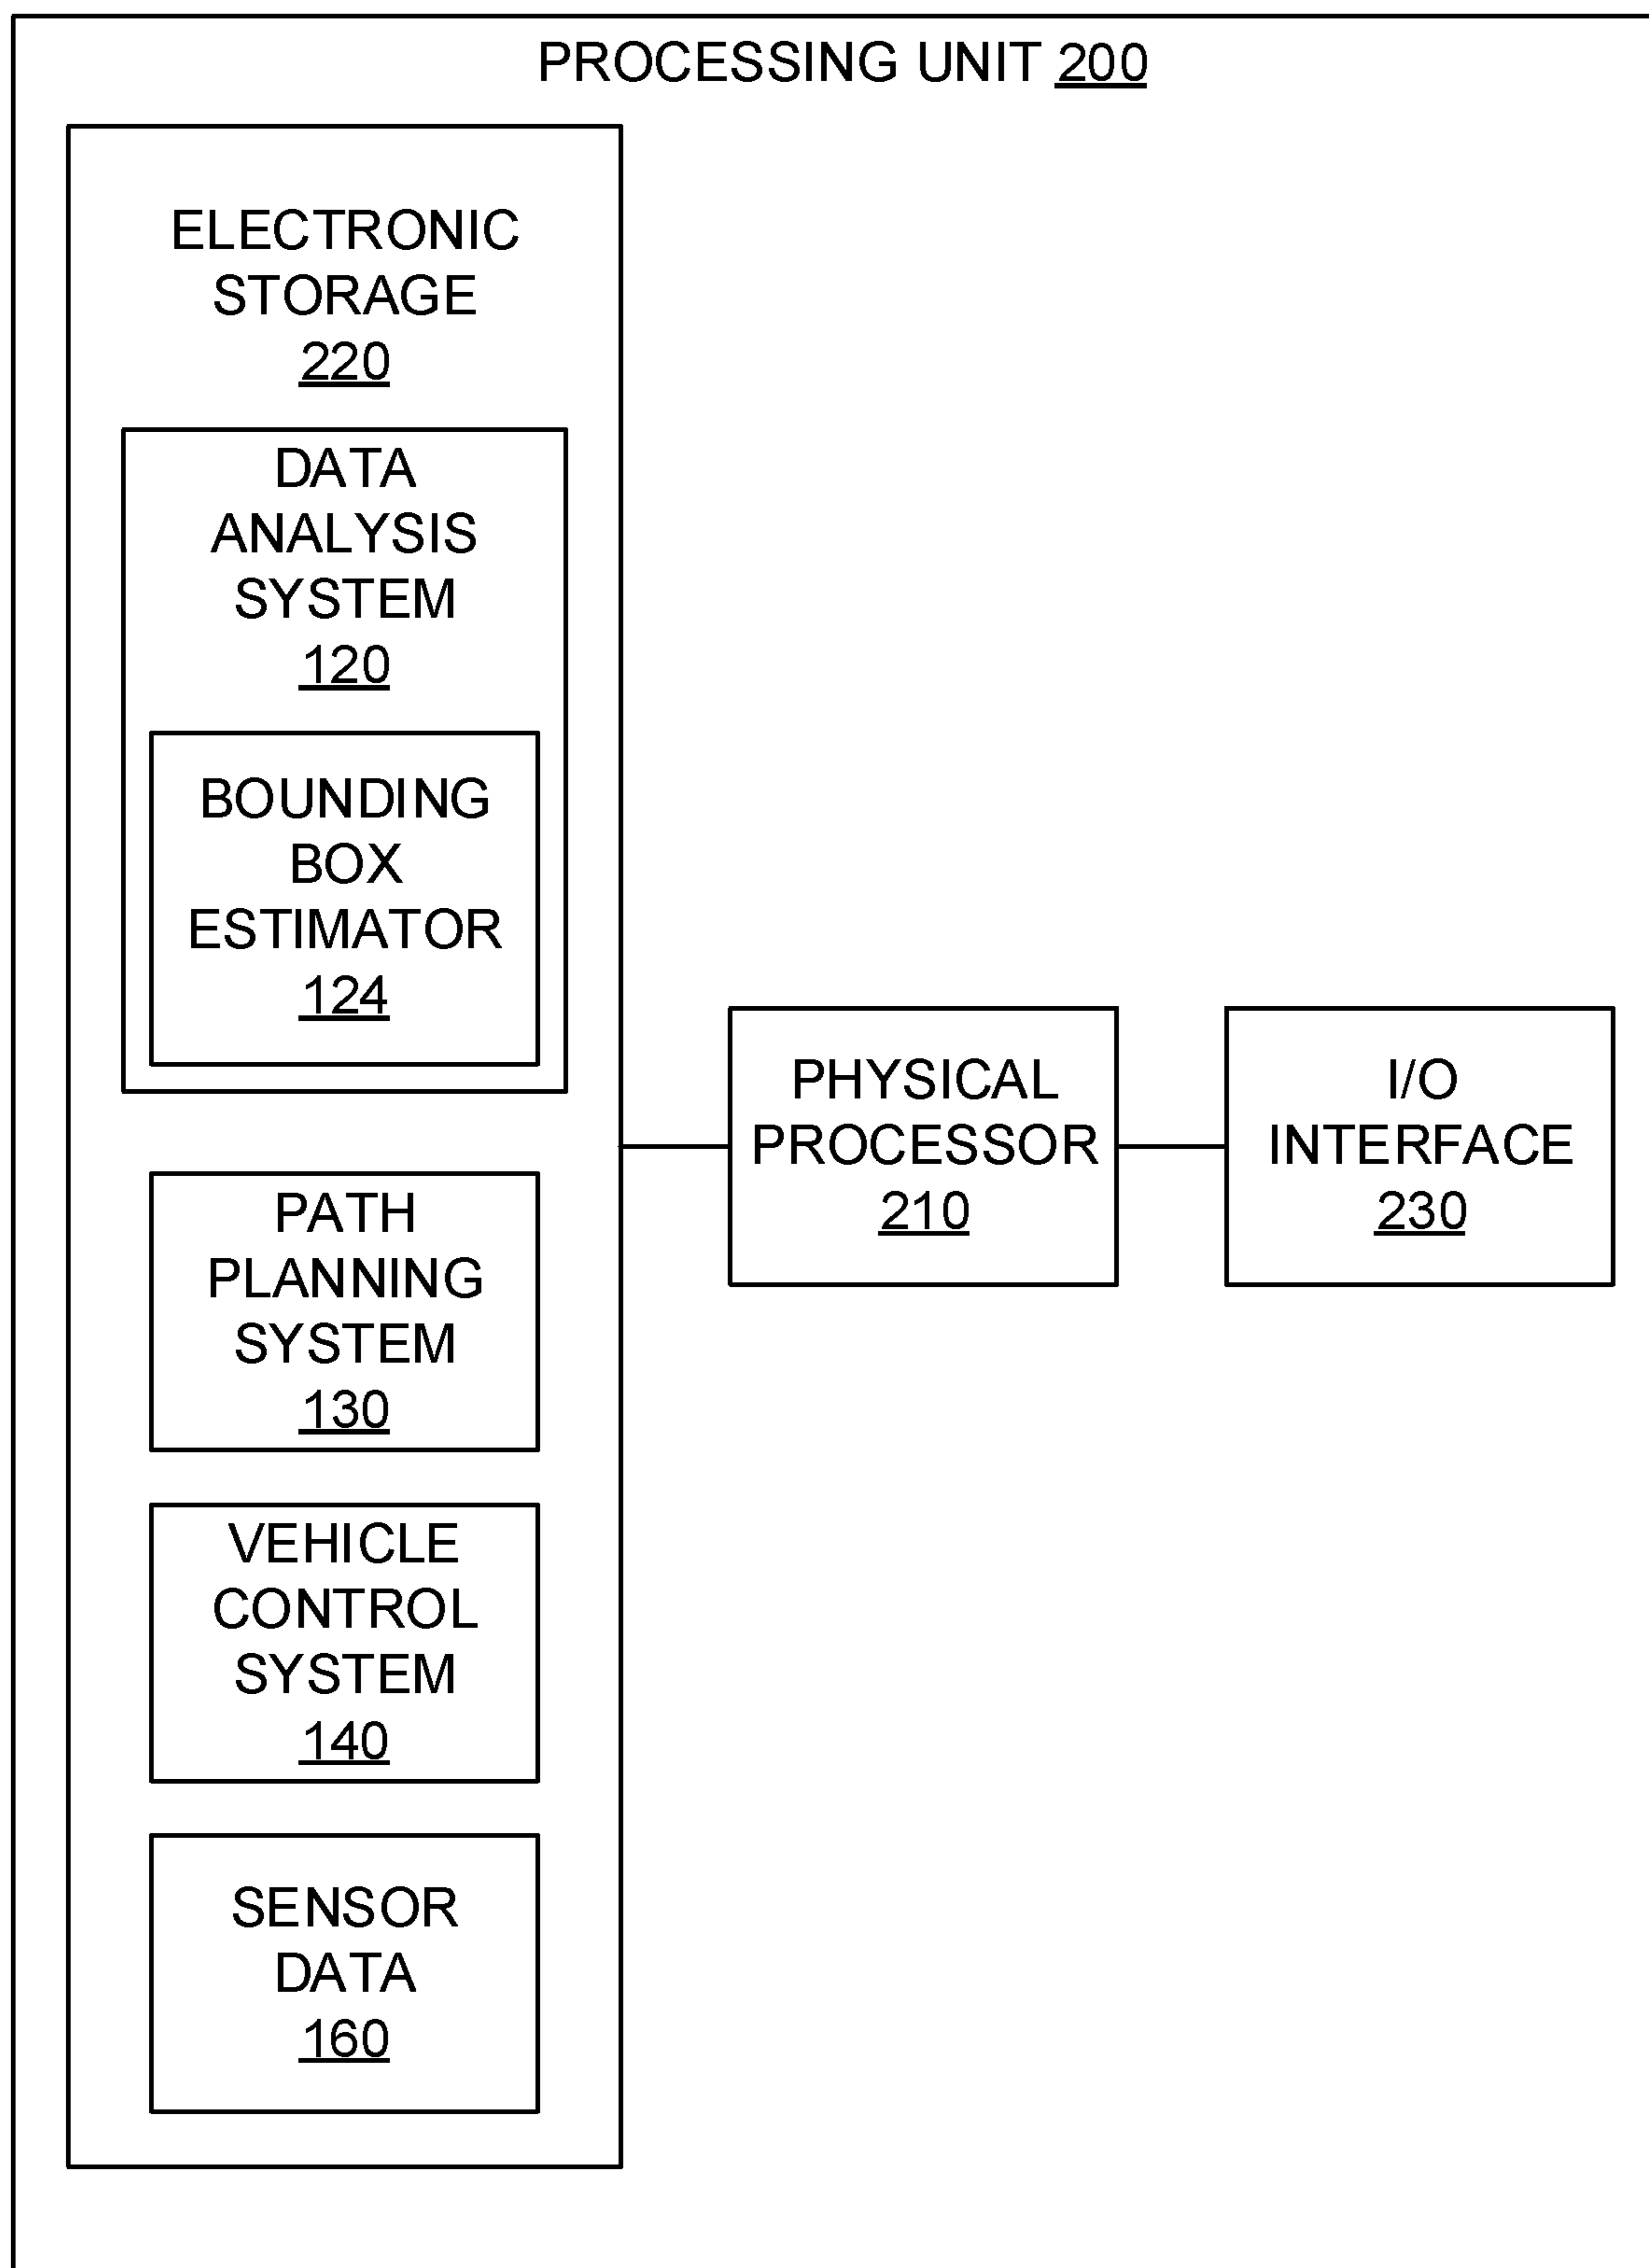 PROCESSING UNIT 200
ELECTRONIC
STORAGE
220
DATA
ANALYSIS
SYSTEM
120
BOUNDING
BOX
ESTIMATOR
124
PATH
PLANNING
SYSTEM
130
VEHICLE
CONTROL
SYSTEM
140
SENSOR
DATA
160
PHYSICAL
PROCESSOR
210
I/O
INTERFACE
230